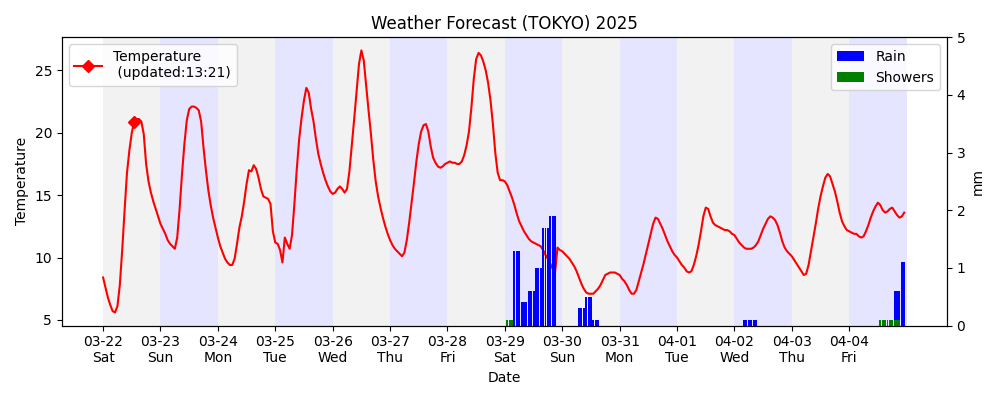 Weather Forecast (TOKYO) 2025
Temperature
(updated:13:21)
Rain
Showers
Temperature
25
20
15
10
5
5
4
3
2
1
0
mm
03-22 03-23 03-24 03-25 03-26 03-27 03-28 03-29 03-30 03-31 04-01 04-02 04-03 04-04
Sat Sun Mon Tue Wed Thu Fri Sat Sun Mon Tue Wed Thu Fri
Date